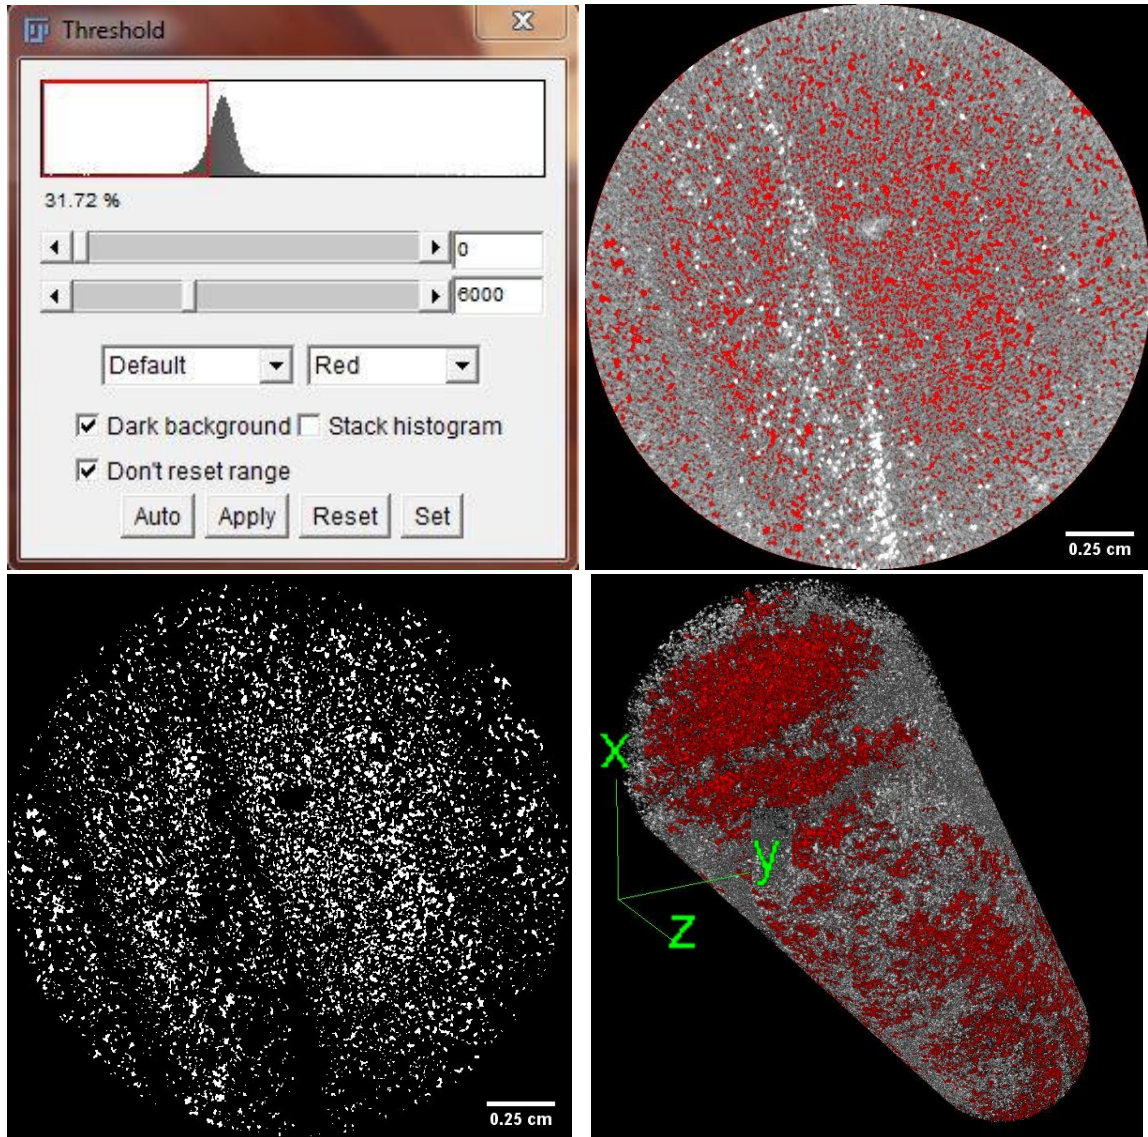 Threshold
31.72 %
0
6000
Default
Red
Dark background
Stack histogram
Don't reset range
Auto
Apply
Reset
Set
0.25 cm
0.25 cm
X
y
Z